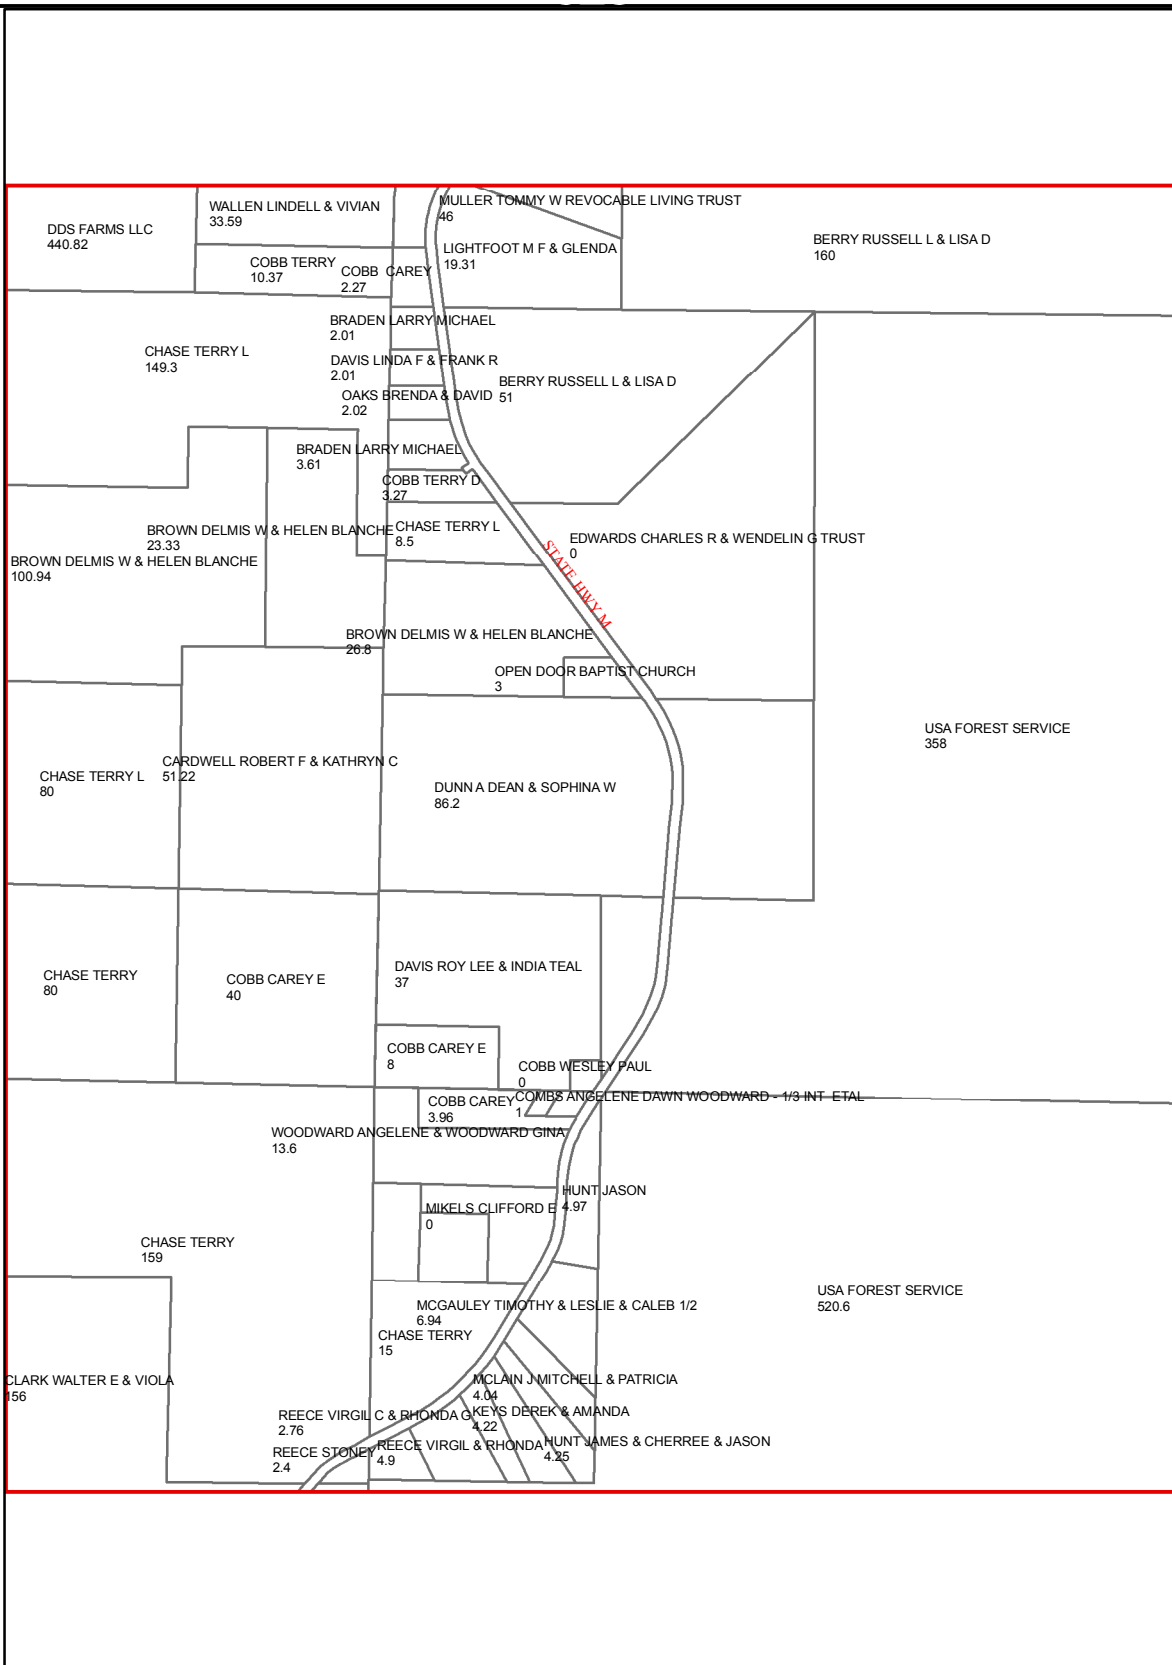 WALLEN LINDELL & VIVIAN
33.59
MULLER TOMMY W REVOCABLE LIVING TRUST
46
DDS FARMS LLC
440.82
LIGHTFOOT M F & GLENDA
19.31
BERRY RUSSELL L & LISA D
160
COBB TERRY
10.37
COBB CAREY
2.27
BRADEN LARRY MICHAEL
2.01
CHASE TERRY L
149.3
DAVIS LINDA F & FRANK R
2.01
BERRY RUSSELL L & LISA D
51
OAKS BRENDA & DAVID
2.02
BRADEN LARRY MICHAEL
3.61
COBB TERRY D
3.27
CHASE TERRY L
8.5
BROWN DELMIS W & HELEN BLANCHE
23.33
EDWARDS CHARLES R & WENDELIN G TRUST
0
STATE HWY M
BROWN DELMIS W & HELEN BLANCHE
100.94
BROWN DELMIS W & HELEN BLANCHE
26.8
OPEN DOOR BAPTIST CHURCH
3
USA FOREST SERVICE
358
CARDWELL ROBERT F & KATHRYN C
51.22
CHASE TERRY L
80
DUNN A DEAN & SOPHINA W
86.2
DAVIS ROY LEE & INDIA TEAL
37
CHASE TERRY
80
COBB CAREY E
40
COBB CAREY E
8
COBB WESLEY PAUL
0
COMBS ANGELENE DAWN WOODWARD - 1/3 INT ETAL
1
COBB CAREY
3.96
WOODWARD ANGELENE & WOODWARD GINA
13.6
HUNT JASON
4.97
MIKELS CLIFFORD E
0
CHASE TERRY
159
USA FOREST SERVICE
520.6
MCGAULEY TIMOTHY & LESLIE & CALEB 1/2
6.94
CHASE TERRY
15
CLARK WALTER E & VIOLA
156
MCLAIN J MITCHELL & PATRICIA
4.04
KEYS DEREK & AMANDA
4.22
REECE VIRGIL C & RHONDA G
2.76
HUNT JAMES & CHERREE & JASON
4.25
REECE VIRGIL & RHONDA
4.9
REECE STONEY
2.4